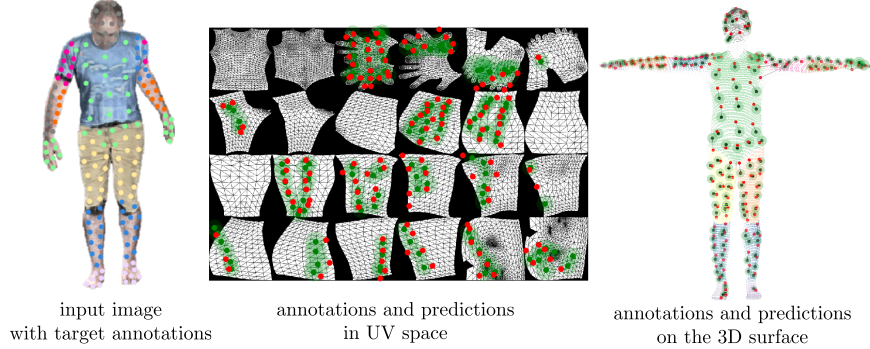 input image
with target annotations
annotations and predictions
in UV space
annotations and predictions
on the 3D surface